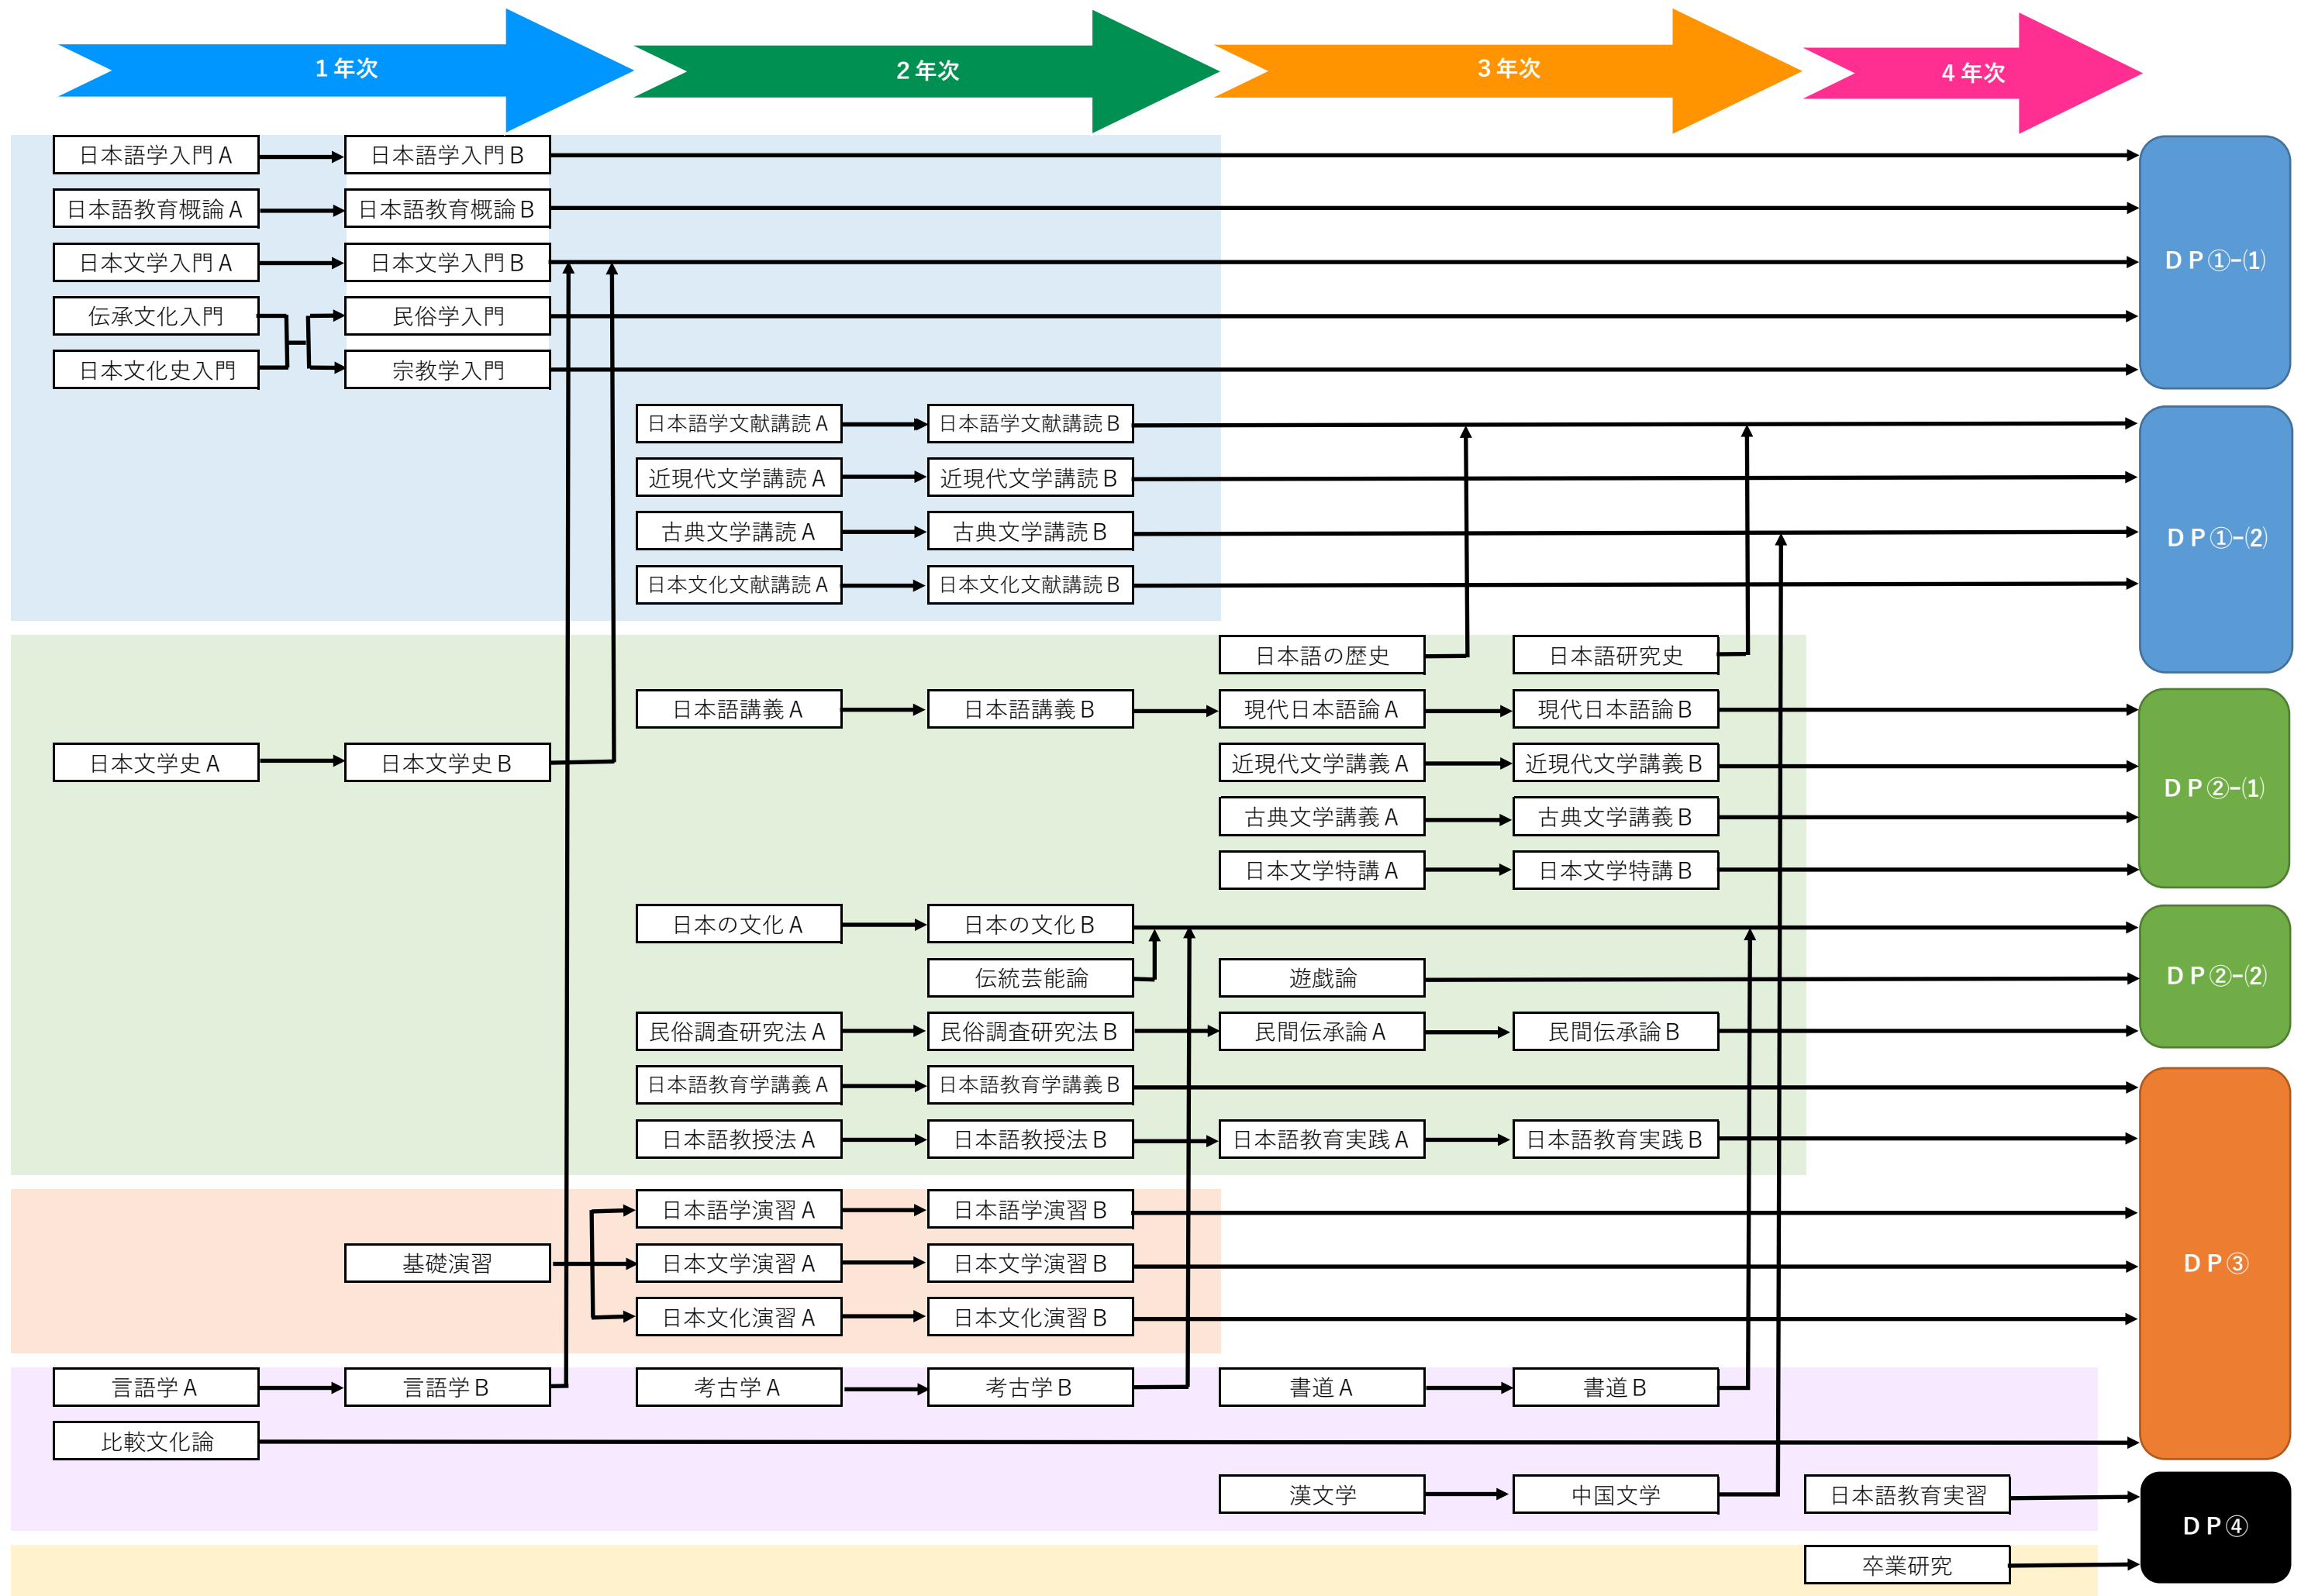 1年次
2年次
3年次
4年次
日本語学入門A
日本語学入門B
日本語教育概論A
日本語教育概論B
日本文学入門A
日本文学入門B
DP①-⑴
伝承文化入門
民俗学入門
日本文化史入門
宗教学入門
日本語学文献講読A
日本語学文献講読B
近現代文学講読A
近現代文学講読B
古典文学講読A
古典文学講読B
DP①-⑵
日本文化文献講読A
日本文化文献講読B
日本語の歴史
日本語研究史
日本語講義A
日本語講義B
現代日本語論A
現代日本語論B
日本文学史A
日本文学史B
近現代文学講義A
近現代文学講義B
DP②-⑴
古典文学講義A
古典文学講義B
日本文学特講A
日本文学特講B
日本の文化A
日本の文化B
伝統芸能論
遊戯論
DP②-⑵
民俗調査研究法A
民俗調査研究法B
民間伝承論A
民間伝承論B
日本語教育学講義A
日本語教育学講義B
日本語教授法A
日本語教授法B
日本語教育実践A
日本語教育実践B
日本語学演習A
日本語学演習B
基礎演習
日本文学演習A
日本文学演習B
DP③
日本文化演習A
日本文化演習B
言語学A
言語学B
考古学A
考古学B
書道A
書道B
比較文化論
漢文学
中国文学
日本語教育実習
DP④
卒業研究